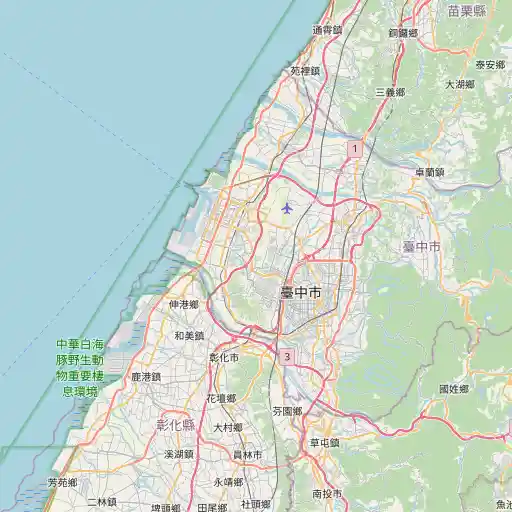 苗栗縣
通霄鎮
銅鑼鄉
泰安鄉
苑裡鎮
大湖鄉
三義鄉
1
卓蘭鎮
臺中市
臺中市
伸港鄉
和美鎮
中華白海
豚野生動
物重要棲
息環境
彰化市
3
鹿港鎮
國姓鄉
花壇鄉
芬園鄉
彰化縣
大村鄉
草屯鎮
溪湖鎮
員林市
芳苑鄉
永靖鄉
南投市
二林鎮
埤頭鄉
田尾鄉
社頭鄉
魚池